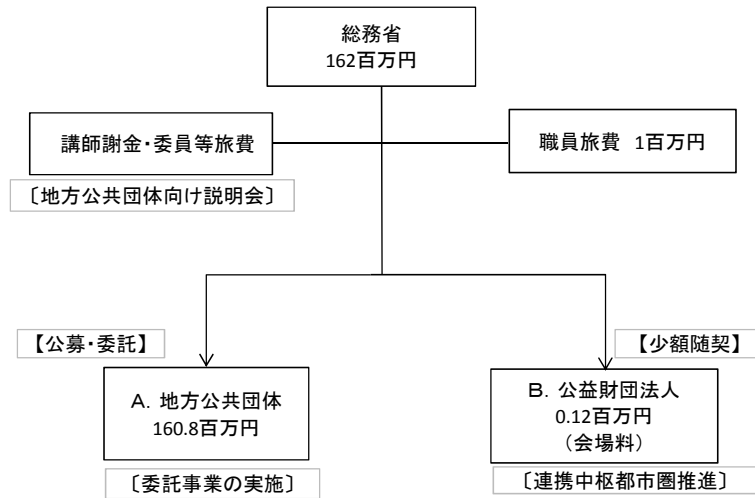 総務省
162百万円
講師謝金・委員等旅費
職員旅費 1百万円
〔地方公共団体向け説明会〕
【公募・委託】
【少額随契】
A. 地方公共団体
160.8百万円
B. 公益財団法人
0.12百万円
（会場料）
〔委託事業の実施〕
〔連携中枢都市圏推進〕